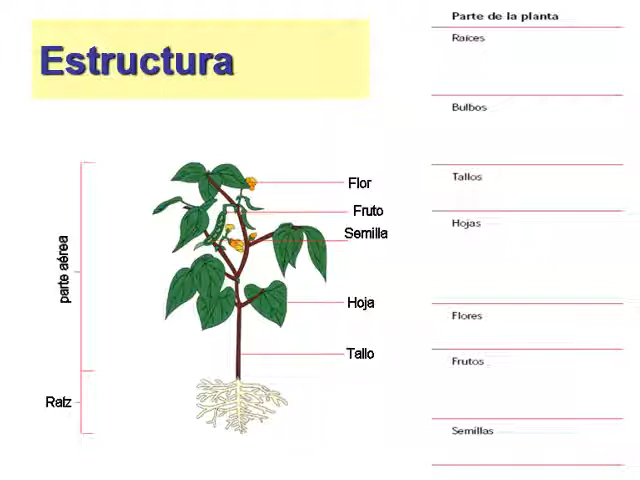 Estructura
Flor
Fruto
Semilla
Hoja
Tallo
parte aérea
Raíz
Parte de la planta
Raíces
Bulbos
Tallos
Hojas
Flores
Frutos
Semillas